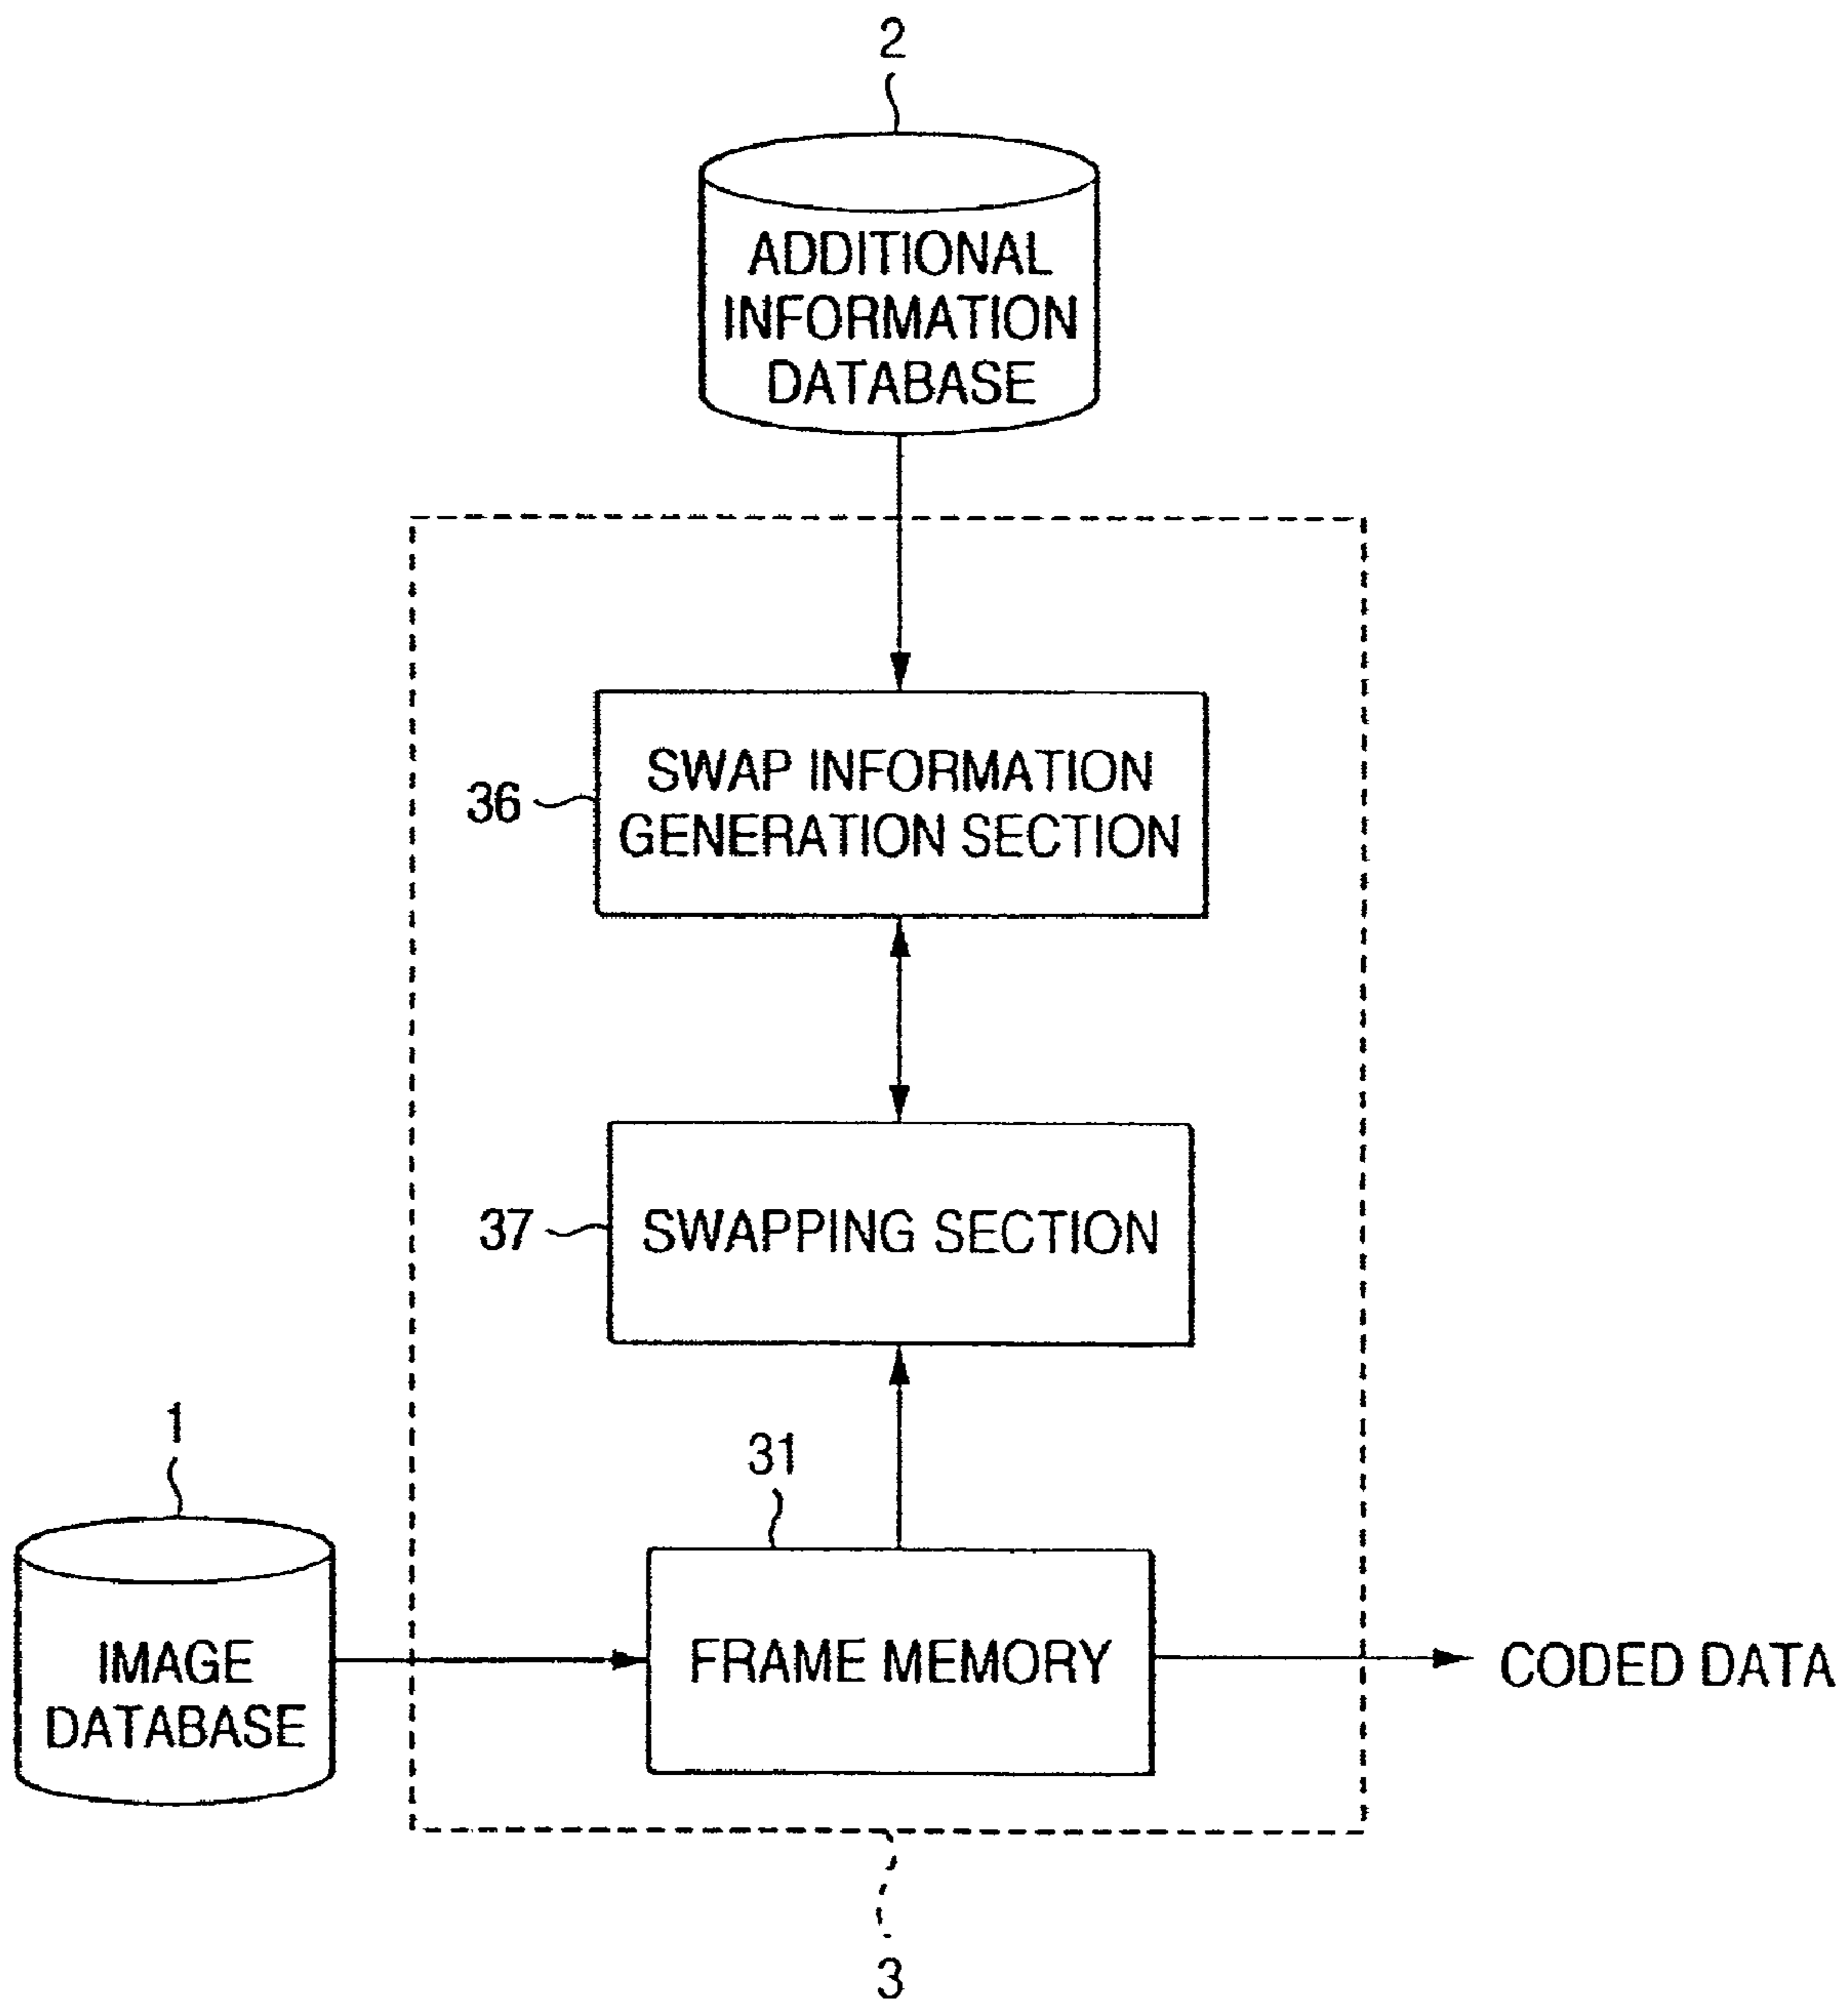 2
ADDITIONAL
INFORMATION
DATABASE
SWAP INFORMATION
GENERATION SECTION
36
SWAPPING SECTION
37
1
31
IMAGE
DATABASE
FRAME MEMORY
CODED DATA
3